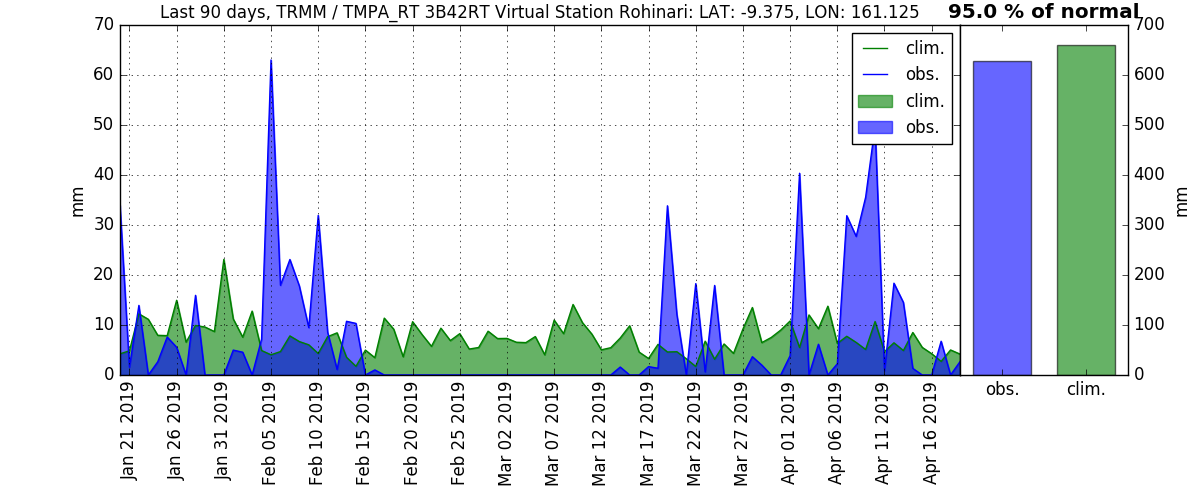 Last 90 days, TRMM / TMPA_RT 3B42RT Virtual Station Rohinari: LAT: -9.375, LON: 161.125
95.0 % of normal
70
60
50
40
30
20
10
0
mm
clim.
obs.
clim.
obs.
Jan 21 2019
Jan 26 2019
Jan 31 2019
Feb 05 2019
Feb 10 2019
Feb 15 2019
Feb 20 2019
Feb 25 2019
Mar 02 2019
Mar 07 2019
Mar 12 2019
Mar 17 2019
Mar 22 2019
Mar 27 2019
Apr 01 2019
Apr 06 2019
Apr 11 2019
Apr 16 2019
700
600
500
400
300
200
100
0
mm
obs.
clim.